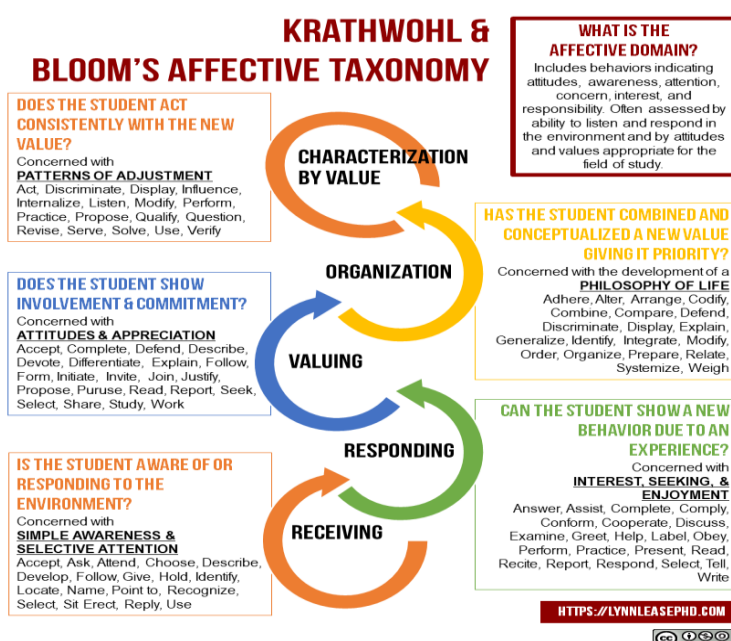 KRATHWOHL &
BLOOM'S AFFECTIVE TAXONOMY
WHAT IS THE
AFFECTIVE DOMAIN?
Includes behaviors indicating
attitudes, awareness, attention,
concern, interest, and
responsibility. Often assessed by
ability to listen and respond in
the environment and by attitudes
and values appropriate for the
field of study.
DOES THE STUDENT ACT
CONSISTENTLY WITH THE NEW
VALUE?
Concerned with
PATTERNS OF ADJUSTMENT
Act, Discriminate, Display, Influence,
Internalize, Listen, Modify, Perform,
Practice, Propose, Qualify, Question,
Revise, Serve, Solve, Use, Verify
CHARACTERIZATION
BY VALUE
HAS THE STUDENT COMBINED AND
CONCEPTUALIZED A NEW VALUE
GIVING IT PRIORITY?
Concerned with the development of a
PHILOSOPHY OF LIFE
Adhere, Alter, Arrange, Codify,
Combine, Compare, Defend,
Discriminate, Display, Explain,
Generalize, Identify, Integrate, Modify,
Order, Organize, Prepare, Relate,
Systemize, Weigh
ORGANIZATION
DOES THE STUDENT SHOW
INVOLVEMENT & COMMITMENT?
Concerned with
ATTITUDES & APPRECIATION
Accept, Complete, Defend, Describe,
Devote, Differentiate, Explain, Follow,
Form, Initiate, Invite, Join, Justify,
Propose, Puruse, Read, Report, Seek,
Select, Share, Study, Work
VALUING
CAN THE STUDENT SHOW A NEW
BEHAVIOR DUE TO AN
EXPERIENCE?
Concerned with
INTEREST, SEEKING, &
ENJOYMENT
Answer, Assist, Complete, Comply,
Conform, Cooperate, Discuss,
Examine, Greet, Help, Label, Obey,
Perform, Practice, Present, Read,
Recite, Report, Respond, Select, Tell,
Write
RESPONDING
IS THE STUDENT AWARE OF OR
RESPONDING TO THE
ENVIRONMENT?
Concerned with
SIMPLE AWARENESS &
SELECTIVE ATTENTION
Accept, Ask, Attend, Choose, Describe,
Develop, Follow, Give, Hold, Identify,
Locate, Name, Point to, Recognize,
Select, Sit Erect, Reply, Use
RECEIVING
HTTPS://LYNNLEASEPHD.COM
cc